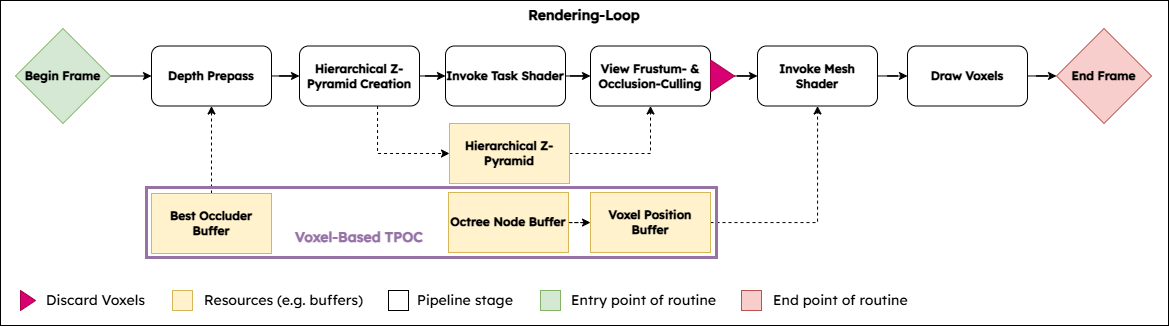 Rendering-Loop
Begin Frame
Depth Prepass
Hierarchical Z-
Pyramid Creation
Invoke Task Shader
View Frustum- &
Occlusion-Culling
Invoke Mesh
Shader
Draw Voxels
End Frame
Hierarchical Z-
Pyramid
Best Occluder
Buffer
Voxel-Based TPOC
Octree Node Buffer
Voxel Position
Buffer
Discard Voxels
Resources (e.g. buffers)
Pipeline stage
Entry point of routine
End point of routine